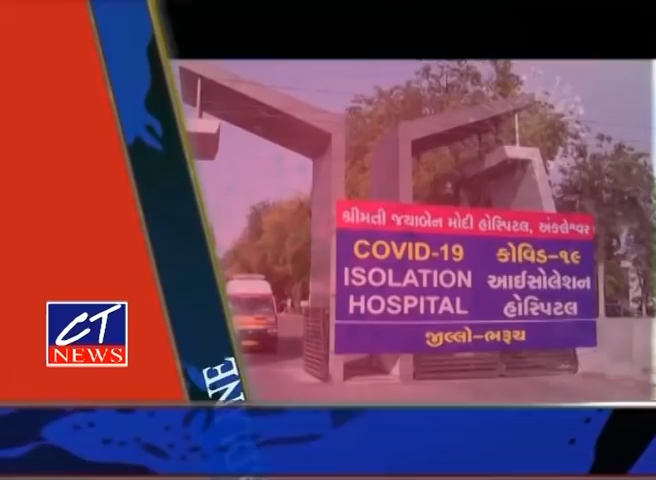 શ્રીમતી જયાબેન મોદી હોસ્પિટલ, અંકલેશ્વર
COVID-19
ISOLATION
HOSPITAL
કોવિડ-૧૯
આઈસોલેશન
હોસ્પિટલ
જીલ્લો-ભરૂચ
CT
NEWS